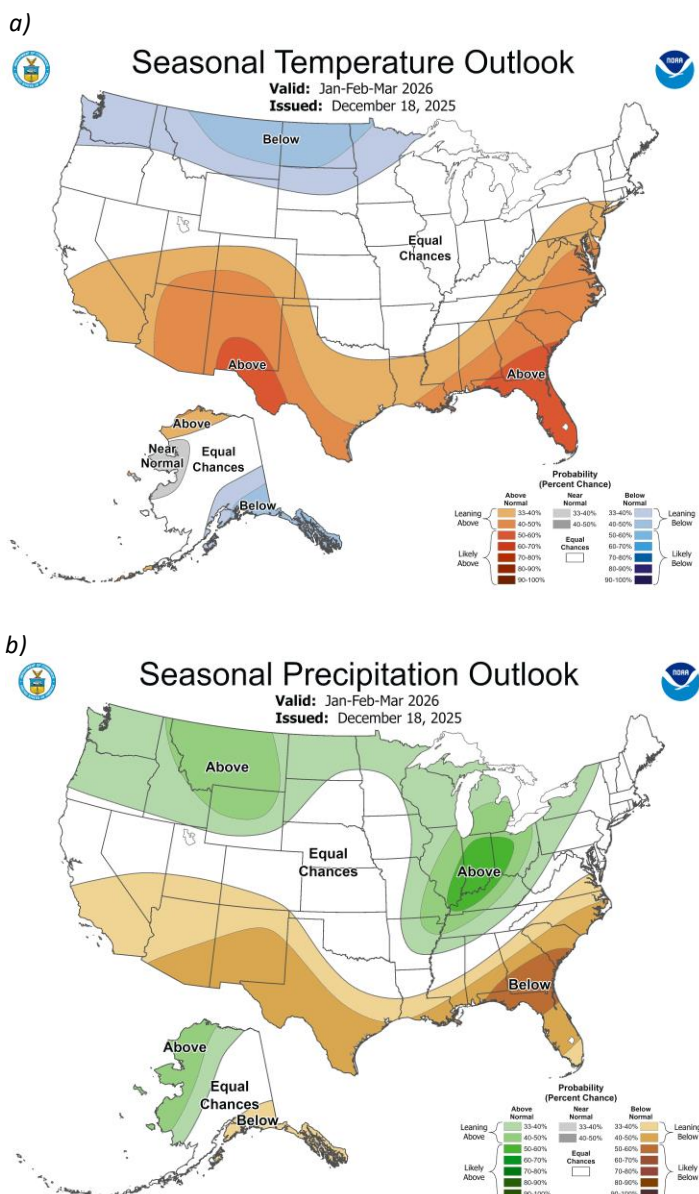 a)
Seasonal Temperature Outlook
Valid: Jan-Feb-Mar 2026
Issued: December 18, 2025
NOAA
Below
Equal
Chances
Above
Above
Above
Near
Normal
Equal
Chances
Below
Probability
(Percent Chance)
Above
Normal
Near
Normal
Below
Normal
Leaning
Above
33-40%
40-50%
33-40%
40-50%
33-40%
40-50%
Leaning
Below
Likely
Above
50-60%
60-70%
70-80%
80-90%
90-100%
Equal
Chances
50-60%
60-70%
70-80%
80-90%
90-100%
Likely
Below
b)
Seasonal Precipitation Outlook
Valid: Jan-Feb-Mar 2026
Issued: December 18, 2025
NOAA
Above
Equal
Chances
Above
Below
Above
Equal
Chances
Below
Probability
(Percent Chance)
Above
Normal
Near
Normal
Below
Normal
Leaning
Above
33-40%
40-50%
33-40%
40-50%
33-40%
40-50%
Leaning
Below
Likely
Above
50-60%
60-70%
70-80%
80-90%
90-100%
Equal
Chances
50-60%
60-70%
70-80%
80-90%
90-100%
Likely
Below